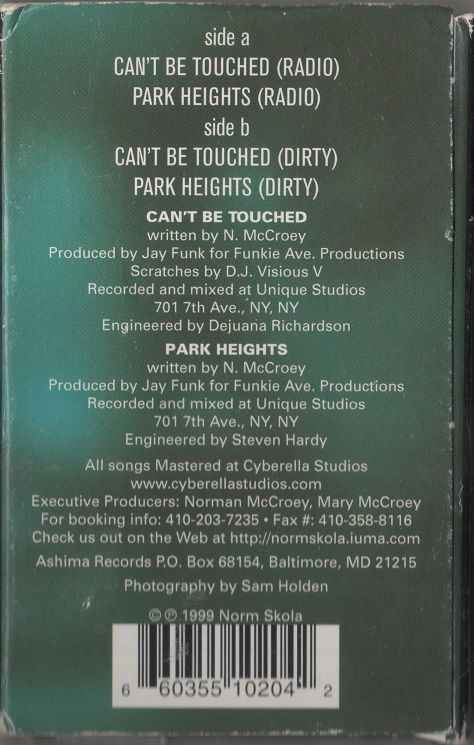 side a
CAN'T BE TOUCHED (RADIO)
PARK HEIGHTS (RADIO)
side b
CAN'T BE TOUCHED (DIRTY)
PARK HEIGHTS (DIRTY)
CAN'T BE TOUCHED
written by N. McCroey
Produced by Jay Funkie for Funkie Ave. Productions
Scratches by D.J. Visious V
Recorded and mixed at Unique Studios
701 7th Ave., NY, NY
Engineered by Dejuana Richardson
PARK HEIGHTS
written by N. McCroey
Produced by Jay Funk for Funkie Ave. Productions
Recorded and mixed at Unique Studios
701 7th Ave., NY, NY
Engineered by Steven Hardy
All songs Mastered at Cyberella Studios
www.cyberellastudios.com
Executive Producers: Norman McCroey, Mary McCroey
For booking info: 410-203-7235 • Fax #: 410-358-8116
Check us out on the Web at http://normskola.iuma.com
Ashima Records P.O. Box 68154, Baltimore, MD 21215
Photography by Sam Holden
© ℗ 1999 Norm Skola
6 60355 10204 2